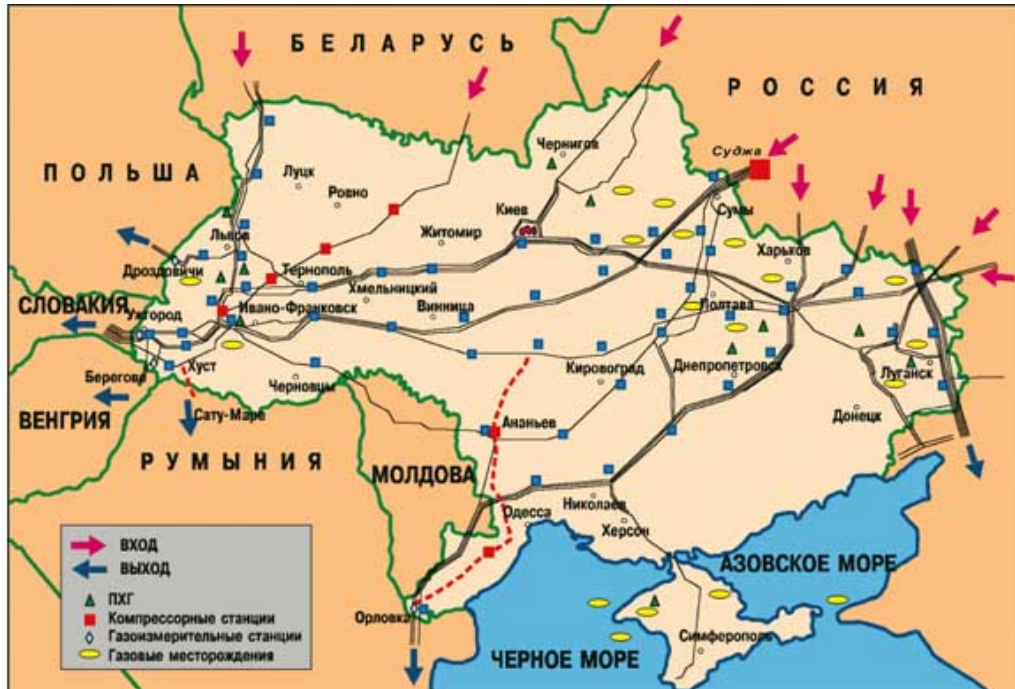 БЕЛАРУСЬ
РОССИЯ
ПОЛЬША
Чернигов
Суджа
Луцк
Ровно
Киев
Сумы
Львов
Житомир
Харьков
Дроздовичи
Тернополь
Хмельницкий
СЛОВАКИЯ
Ивано-Франковск
Винница
Полтава
Ужгород
Берегово
Хуст
Черновцы
Кировоград
Днепропетровск
Луганск
ВЕНГРИЯ
Сату-Маре
Ананьев
Донецк
РУМЫНИЯ
МОЛДОВА
Одесса
Николаев
Херсон
АЗОВСКОЕ МОРЕ
Орловка
Симферополь
ЧЕРНОЕ МОРЕ
ВХОД
ВЫХОД
ПХГ
Компрессорные станции
Газоизмерительные станции
Газовые месторождения